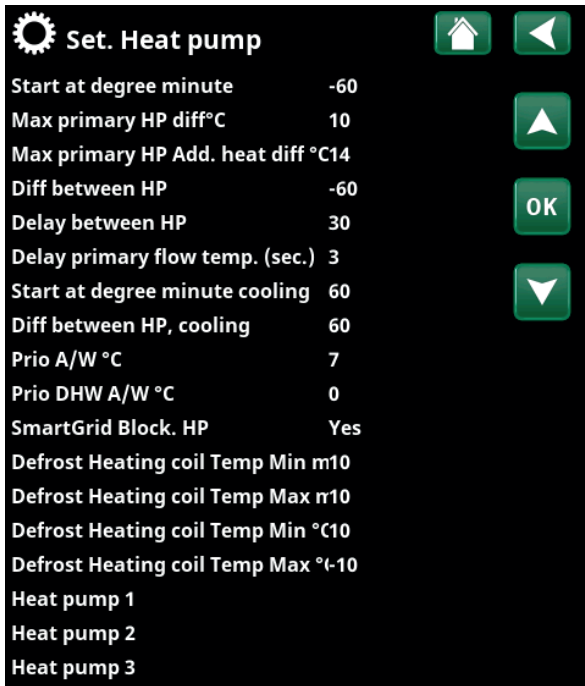 Set. Heat pump
Start at degree minute -60
Max primary HP diff°C 10
Max primary HP Add. heat diff °C 14
Diff between HP -60
Delay between HP 30
Delay primary flow temp. (sec.) 3
Start at degree minute cooling 60
Diff between HP, cooling 60
Prio A/W °C 7
Prio DHW A/W °C 0
SmartGrid Block. HP Yes
Defrost Heating coil Temp Min m 10
Defrost Heating coil Temp Max m 10
Defrost Heating coil Temp Min °C 10
Defrost Heating coil Temp Max °C -10
Heat pump 1
Heat pump 2
Heat pump 3
OK